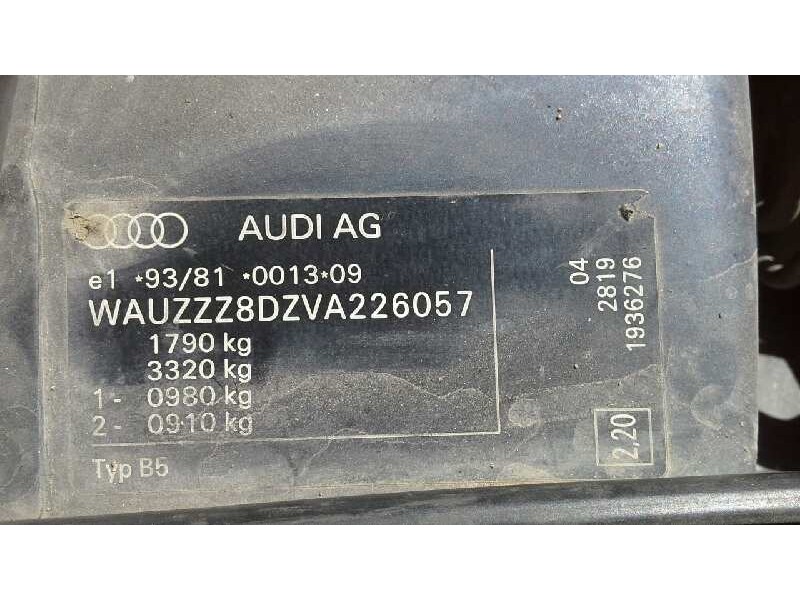 AUDI AG
e1 *93/81 *0013*09
WAUZZZ8DZVA226057
1790 kg
3320 kg
1- 0980 kg
2- 0910 kg
Typ B5
04
2819
1936276
2,20